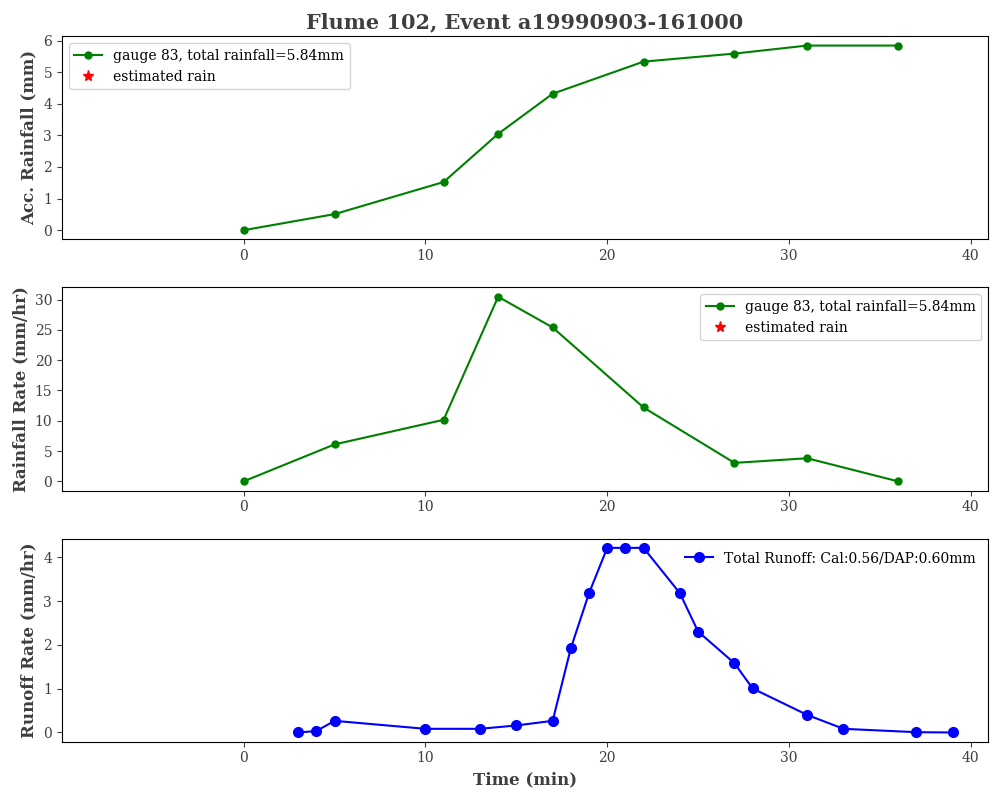 Flume 102, Event a19990903-161000
Acc. Rainfall (mm)
6
5
4
3
2
1
0
gauge 83, total rainfall=5.84mm
estimated rain
0 10 20 30 40
Rainfall Rate (mm/hr)
30
25
20
15
10
5
0
gauge 83, total rainfall=5.84mm
estimated rain
0 10 20 30 40
Runoff Rate (mm/hr)
4
3
2
1
0
Total Runoff: Cal:0.56/DAP:0.60mm
0 10 20 30 40
Time (min)